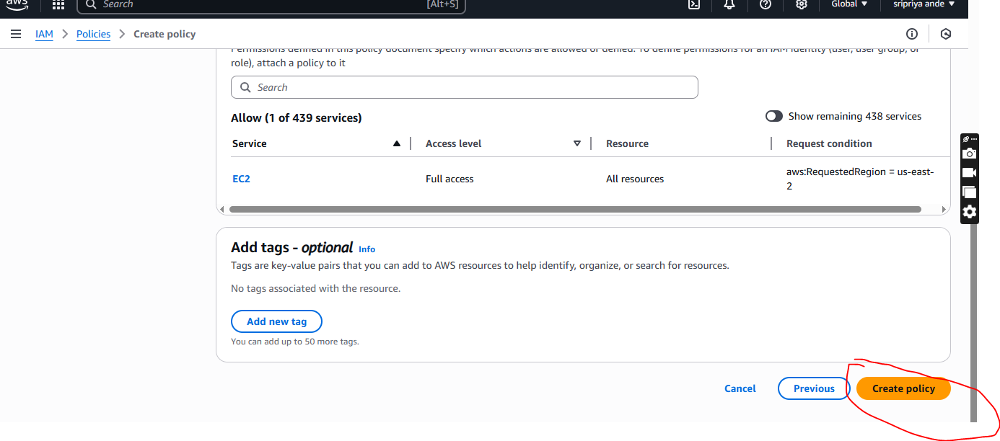 aws
Search
[Alt+S]
Global
sripriya ande
IAM
Policies
Create policy
Permissions defined in this policy document specify which actions are allowed or denied. To define permissions for an IAM identity (user, user group, or
role), attach a policy to it
Search
Allow (1 of 439 services)
Show remaining 438 services
Service
Access level
Resource
Request condition
EC2
Full access
All resources
aws:RequestedRegion = us-east-
2
Add tags - optional Info
Tags are key-value pairs that you can add to AWS resources to help identify, organize, or search for resources.
No tags associated with the resource.
Add new tag
You can add up to 50 more tags.
Cancel
Previous
Create policy